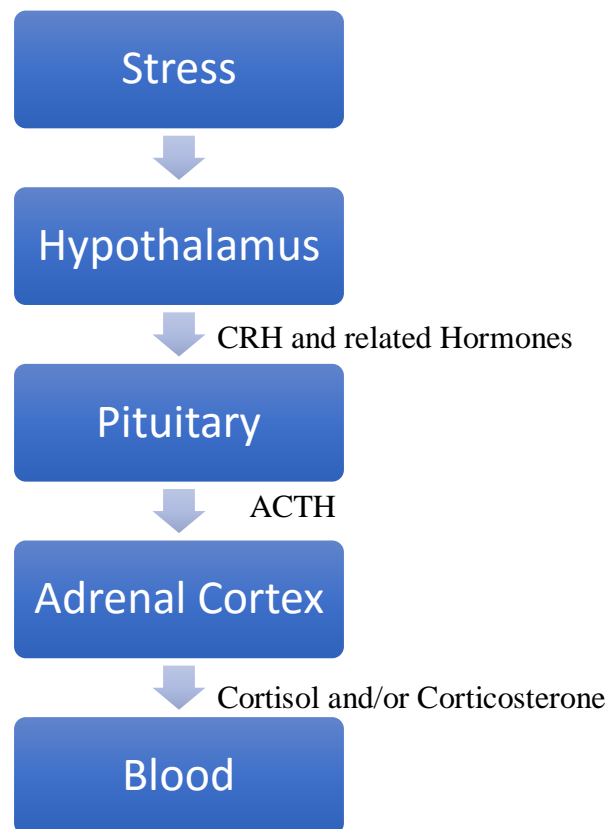 Stress
Hypothalamus
CRH and related Hormones
Pituitary
ACTH
Adrenal Cortex
Cortisol and/or Corticosterone
Blood